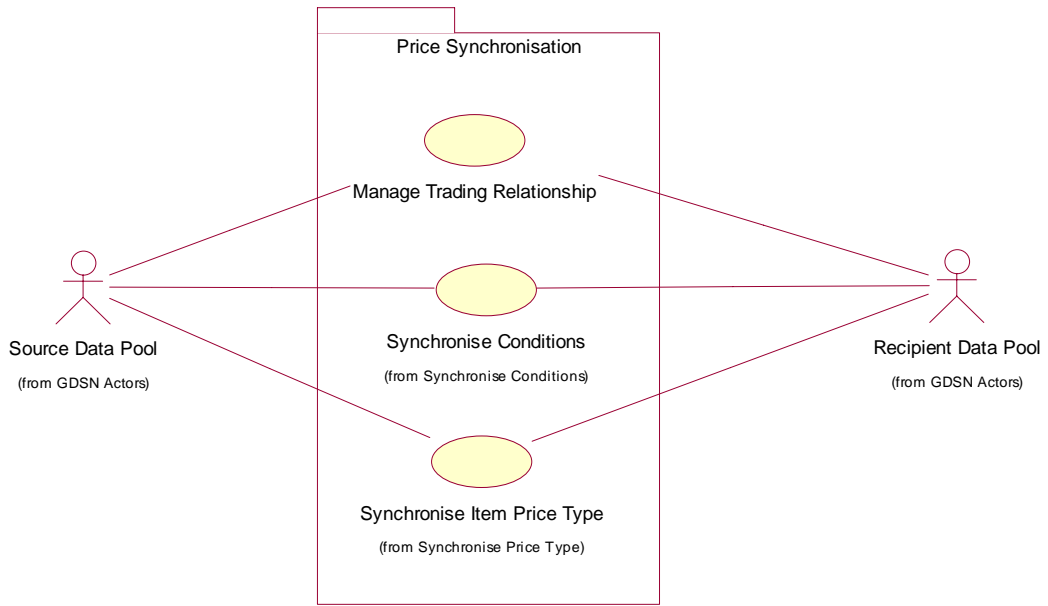 Price Synchronisation
Manage Trading Relationship
Source Data Pool
(from GDSN Actors)
Synchronise Conditions
(from Synchronise Conditions)
Recipient Data Pool
(from GDSN Actors)
Synchronise Item Price Type
(from Synchronise Price Type)